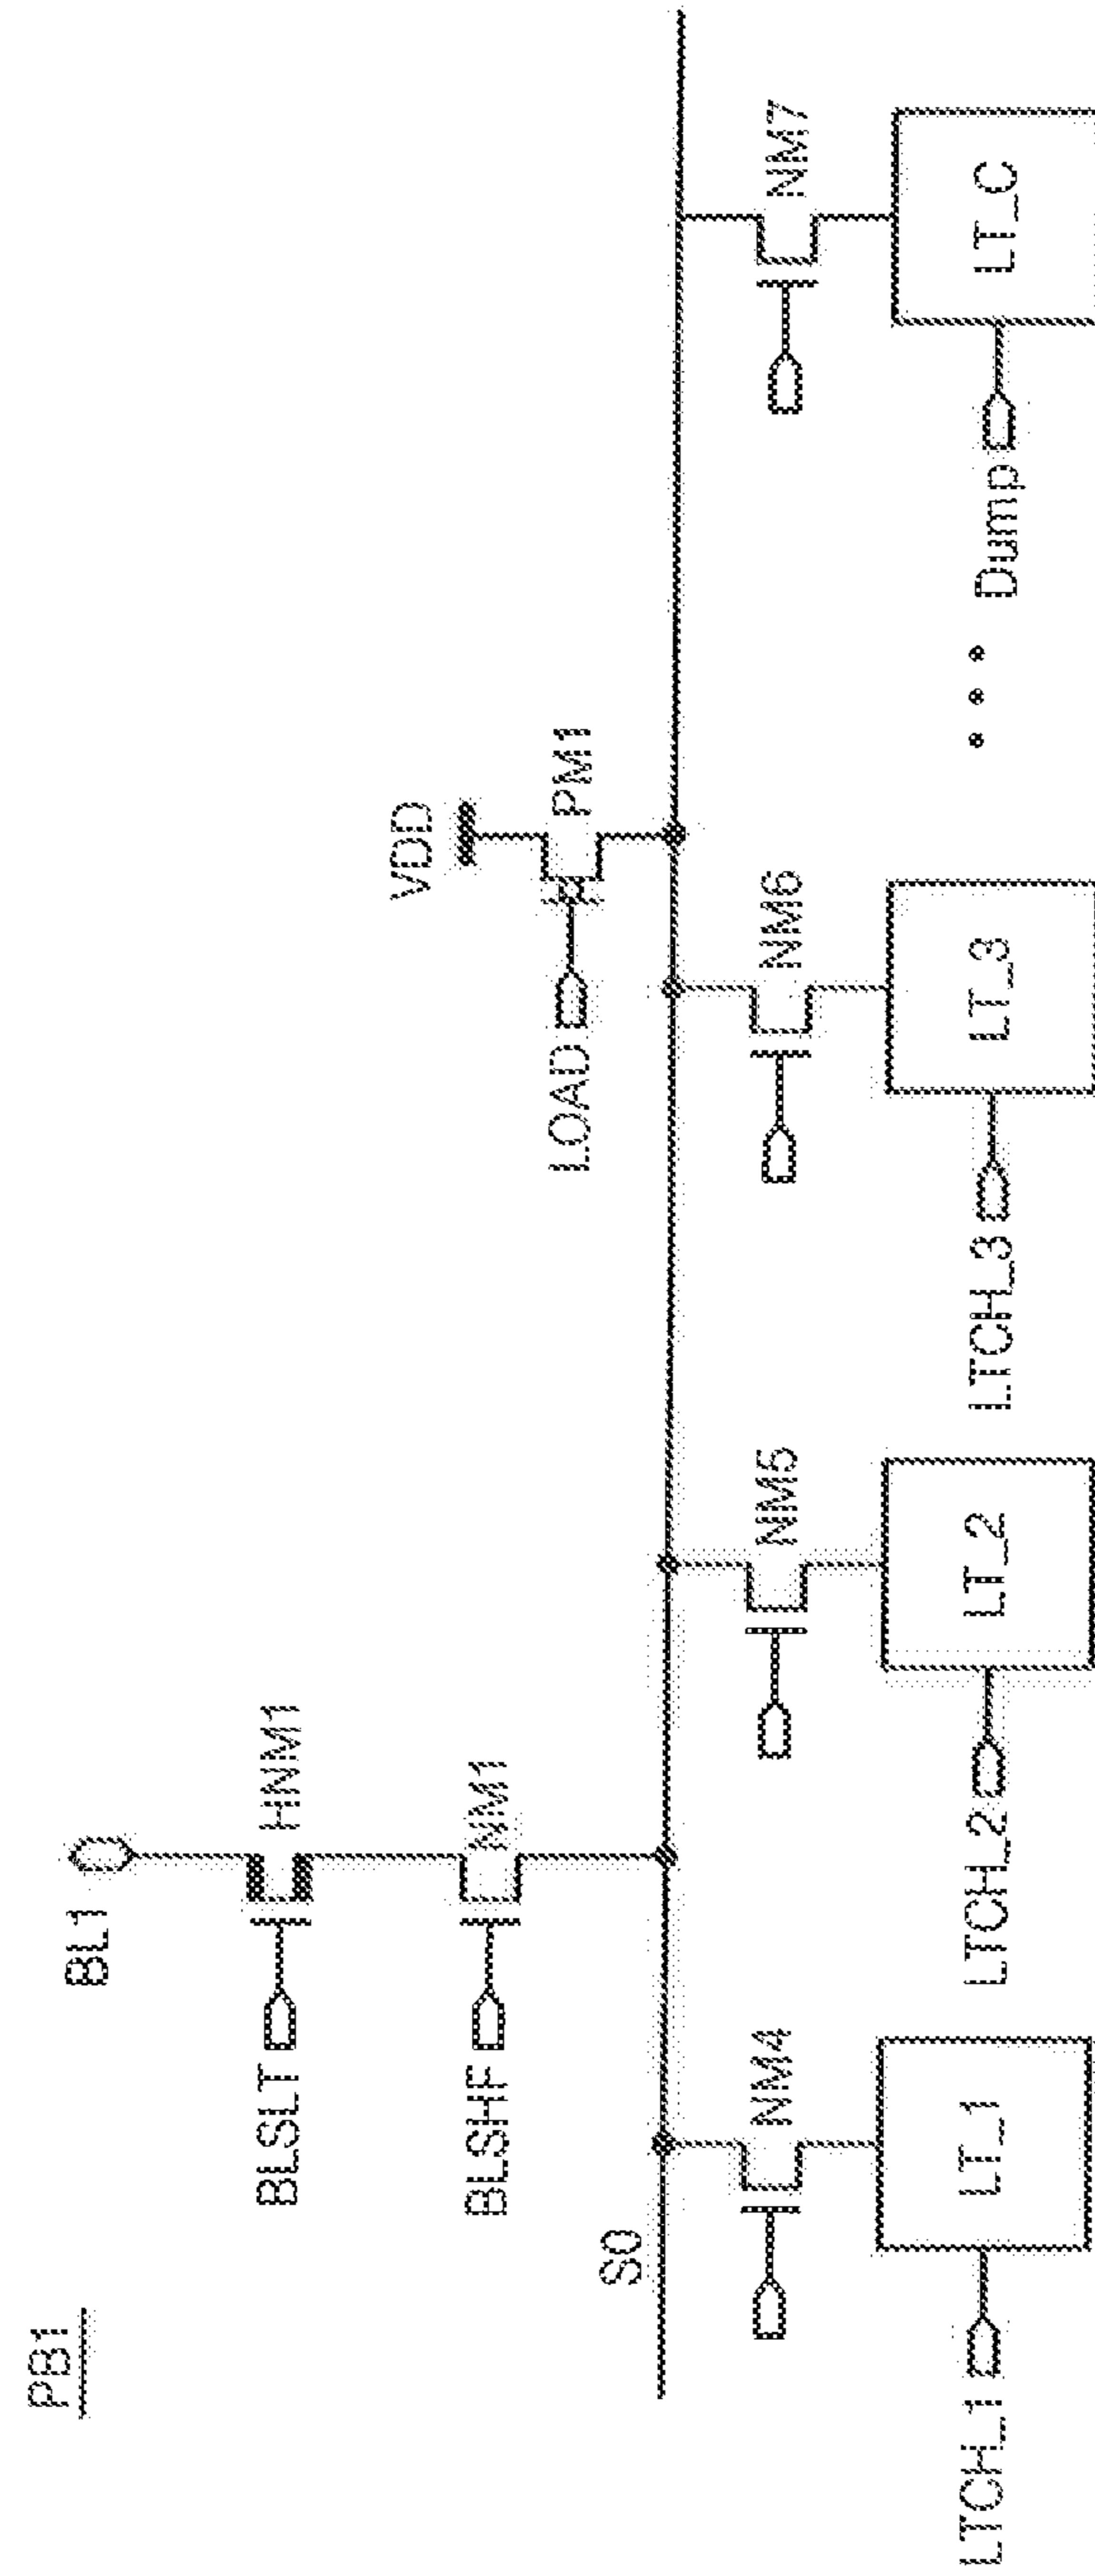 PB1
BL1
BLSLT
HNM1
BLSHF
NM1
VDD
LOAD
PM1
SO
NM4
NM5
NM6
NM7
LTCH_1
LT_1
LTCH_2
LT_2
LTCH_3
LT_3
Dump
LT_C